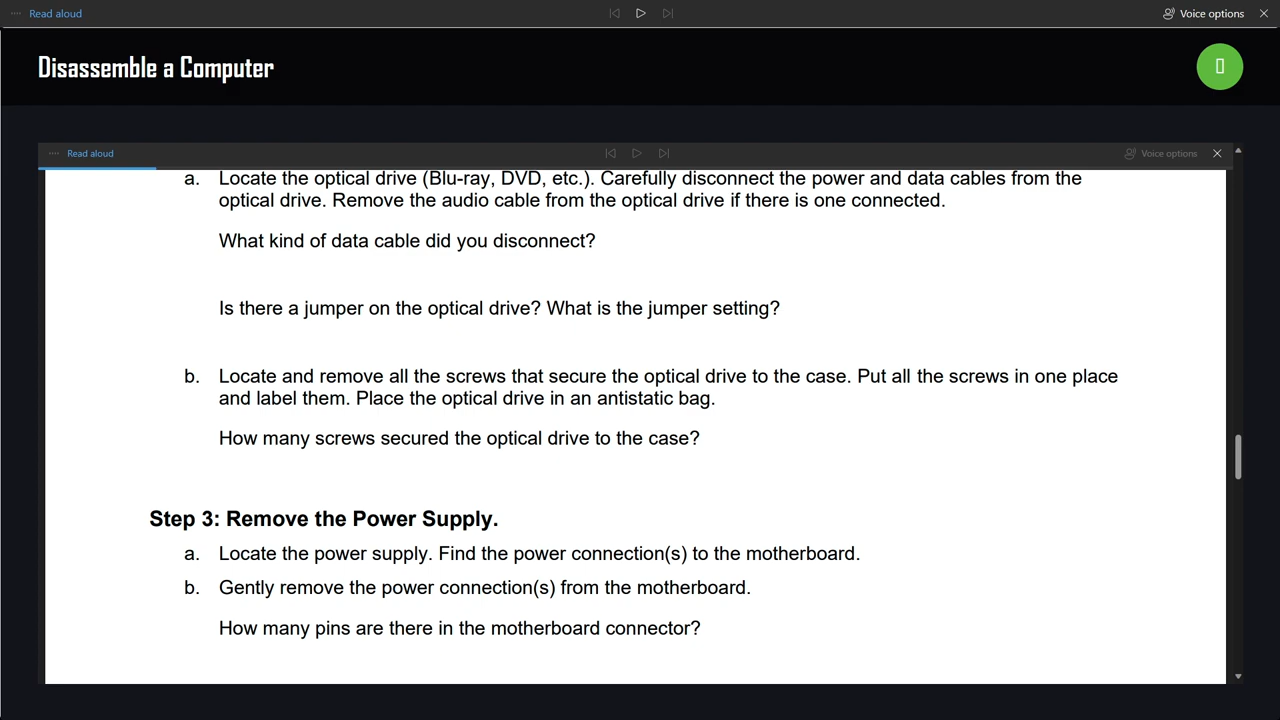 Read aloud
Voice options
Disassemble a Computer
Read aloud
Voice options
a. Locate the optical drive (Blu-ray, DVD, etc.). Carefully disconnect the power and data cables from the
optical drive. Remove the audio cable from the optical drive if there is one connected.
What kind of data cable did you disconnect?
Is there a jumper on the optical drive? What is the jumper setting?
b. Locate and remove all the screws that secure the optical drive to the case. Put all the screws in one place
and label them. Place the optical drive in an antistatic bag.
How many screws secured the optical drive to the case?
Step 3: Remove the Power Supply.
a. Locate the power supply. Find the power connection(s) to the motherboard.
b. Gently remove the power connection(s) from the motherboard.
How many pins are there in the motherboard connector?